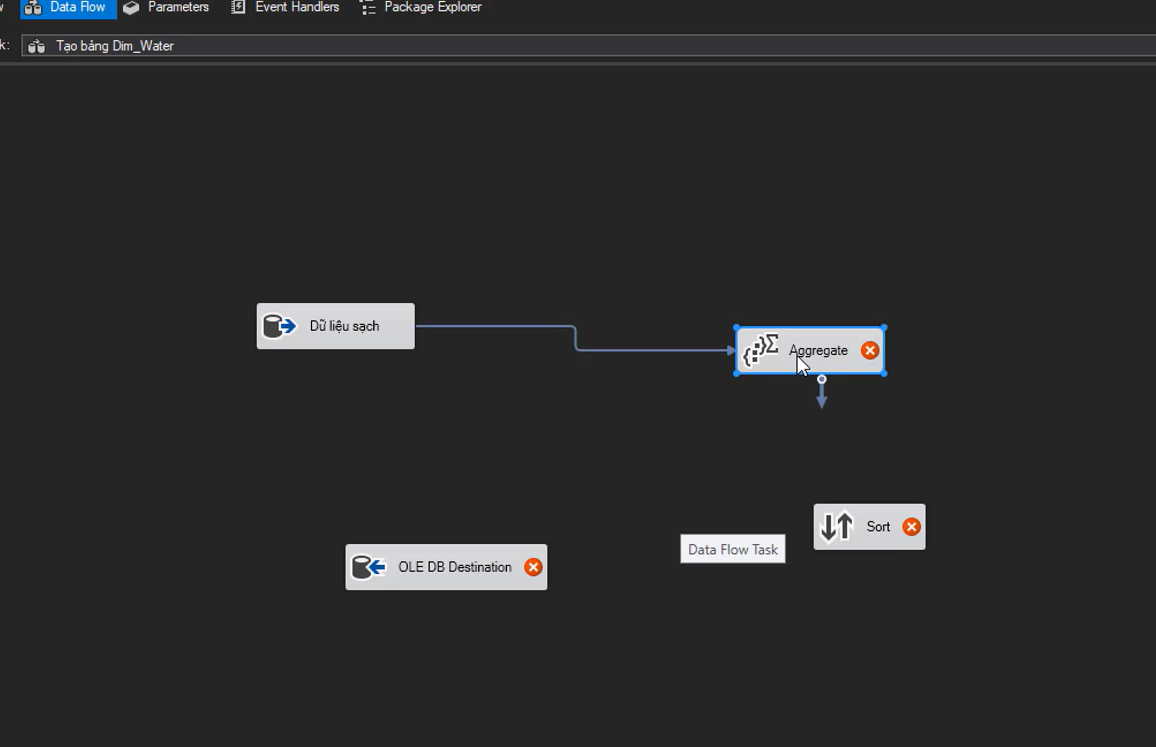 Data Flow Parameters Event Handlers Package Explorer
k: Tạo bảng Dim_Water
Dữ liệu sạch
Aggregate
Sort
Data Flow Task
OLE DB Destination